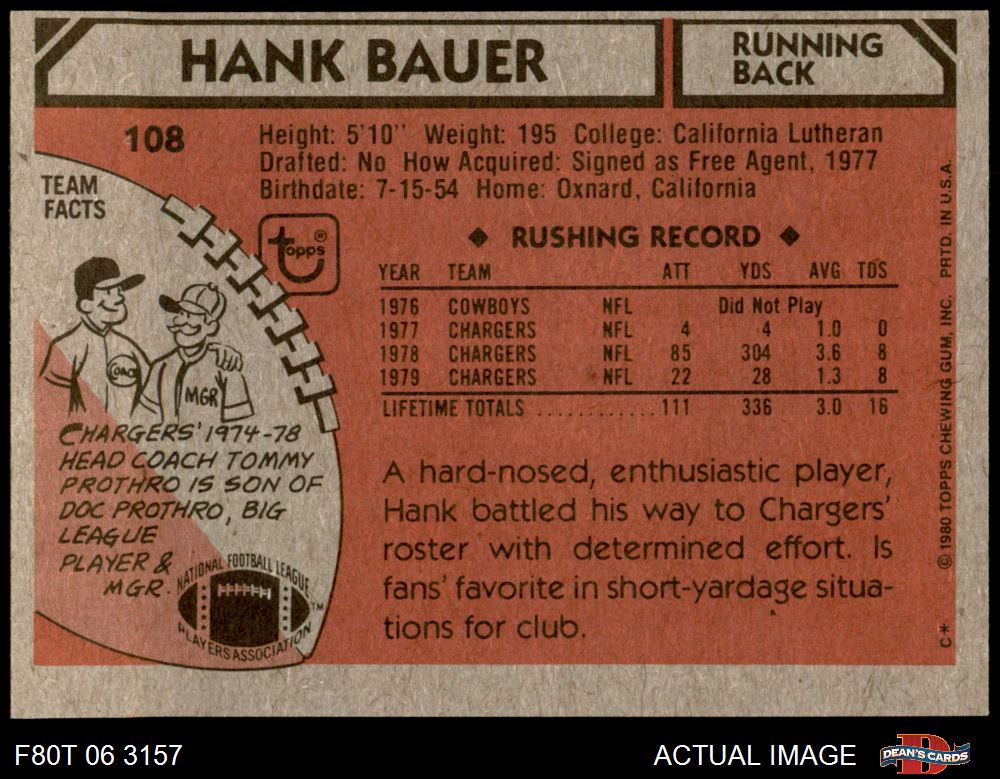 HANK BAUER
RUNNING
BACK
108
Height: 5'10" Weight: 195 College: California Lutheran
Drafted: No How Acquired: Signed as Free Agent, 1977
Birthdate: 7-15-54 Home: Oxnard, California
TEAM
FACTS
topps®
◆ RUSHING RECORD ◆
YEAR TEAM ATT YDS AVG TDS
1976 COWBOYS NFL Did Not Play
1977 CHARGERS NFL 4 4 1.0 0
1978 CHARGERS NFL 85 304 3.6 8
1979 CHARGERS NFL 22 28 1.3 8
LIFETIME TOTALS ............ 111 336 3.0 16
COACH
MGR
CHARGERS' 1974-78
HEAD COACH TOMMY
PROTHRO IS SON OF
DOC PROTHRO, BIG
LEAGUE
PLAYER &
MGR.
NATIONAL FOOTBALL LEAGUE
PLAYERS ASSOCIATION
TM
A hard-nosed, enthusiastic player,
Hank battled his way to Chargers'
roster with determined effort. Is
fans' favorite in short-yardage situa-
tions for club.
C* © 1980 TOPPS CHEWING GUM, INC. PRTD. IN U.S.A.
F80T 06 3157
ACTUAL IMAGE
DEAN'S CARDS